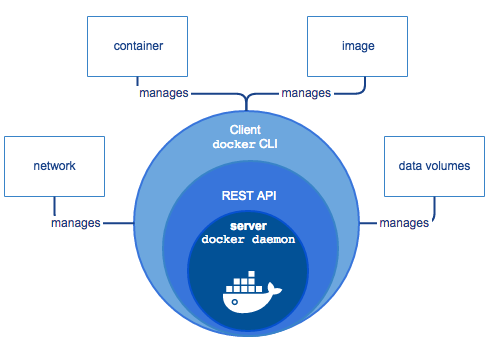 container
image
manages
manages
Client
docker CLI
network
data volumes
REST API
manages
manages
server
docker daemon